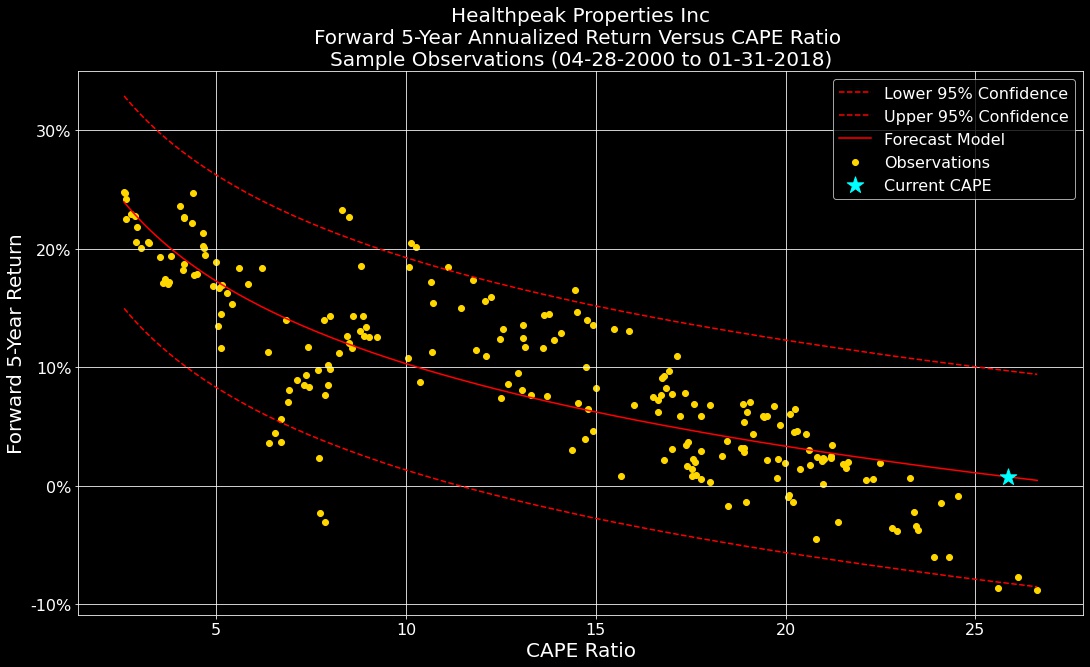 Healthpeak Properties Inc
Forward 5-Year Annualized Return Versus CAPE Ratio
Sample Observations (04-28-2000 to 01-31-2018)
Lower 95% Confidence
Upper 95% Confidence
Forecast Model
Observations
Current CAPE
Forward 5-Year Return
30%
20%
10%
0%
-10%
5
10
15
20
25
CAPE Ratio